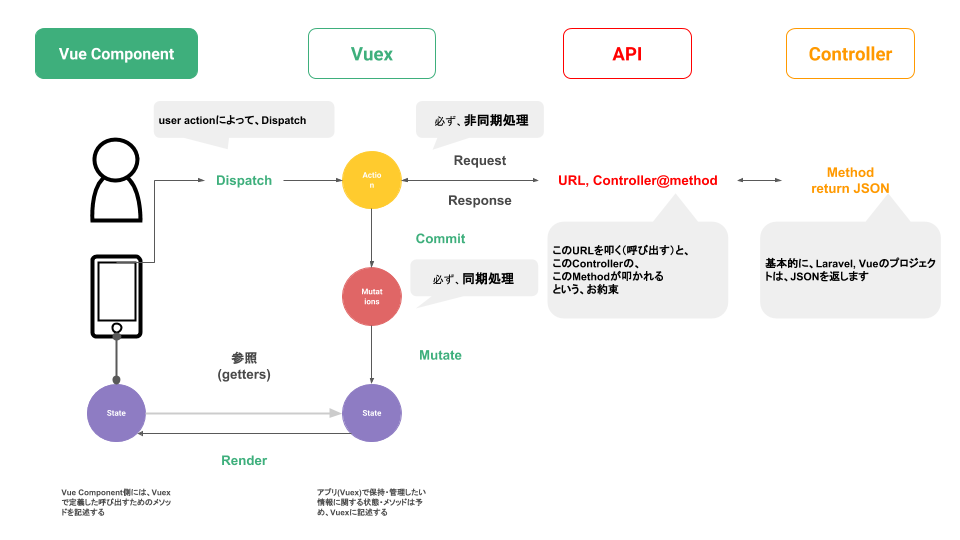 Vue Component
Vuex
API
Controller
user actionによって、Dispatch
必ず、非同期処理
Dispatch
Actio
n
Request
Response
URL, Controller@method
Method
return JSON
Commit
このURLを叩く（呼び出す）と、
このControllerの、
このMethodが叩かれる
という、お約束
基本的に、Laravel, Vueのプロジェク
トは、JSONを返します
必ず、同期処理
Mutat
ions
Mutate
参照
(getters)
State
State
Render
Vue Component側には、Vuex
で定義した呼び出すためのメソッ
ドを記述する
アプリ(Vuex)で保持・管理したい
情報に関する状態・メソッドは予
め、Vuexに記述する